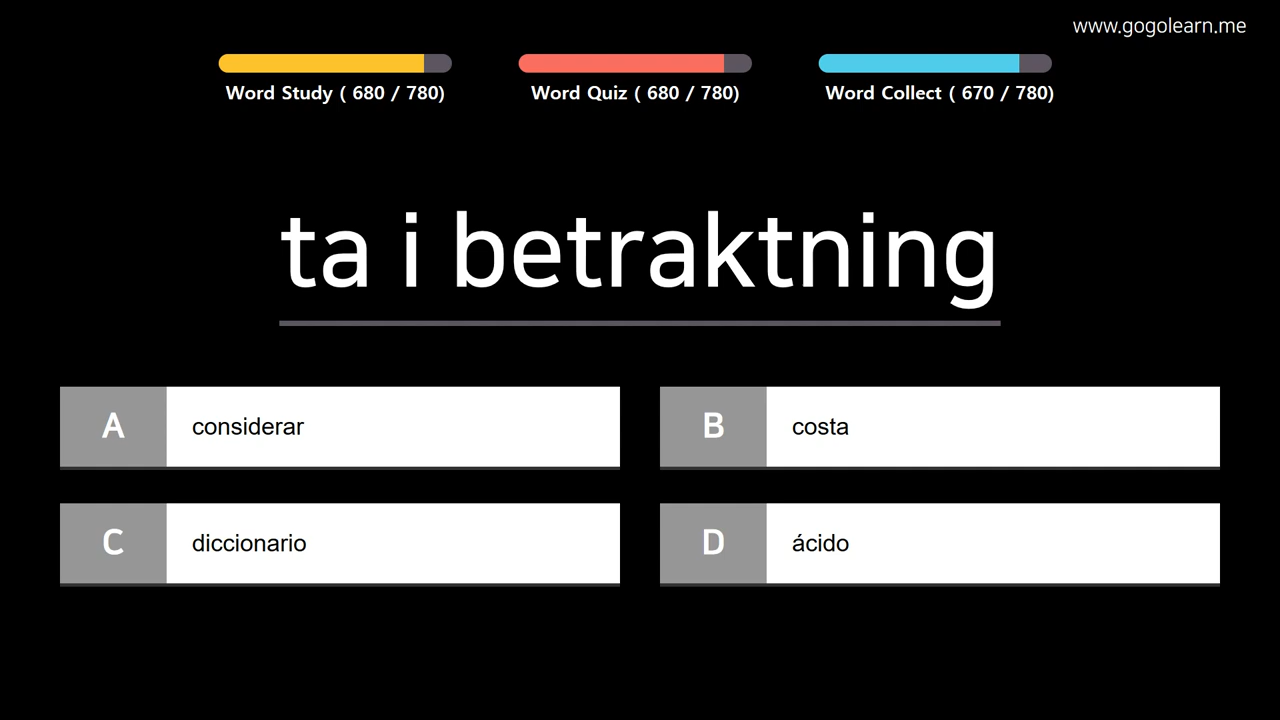 www.gogolearn.me
Word Study ( 680 / 780)
Word Quiz ( 680 / 780)
Word Collect ( 670 / 780)
ta i betraktning
A considerar
B costa
C diccionario
D ácido